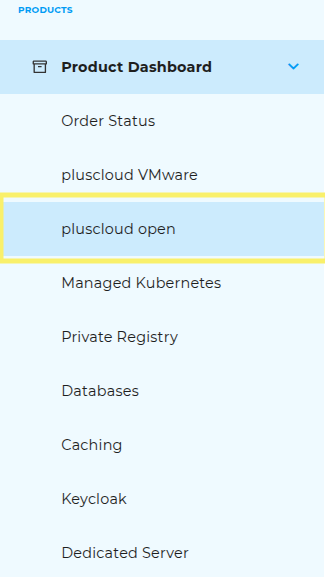 PRODUCTS
Product Dashboard
Order Status
pluscloud VMware
pluscloud open
Managed Kubernetes
Private Registry
Databases
Caching
Keycloak
Dedicated Server